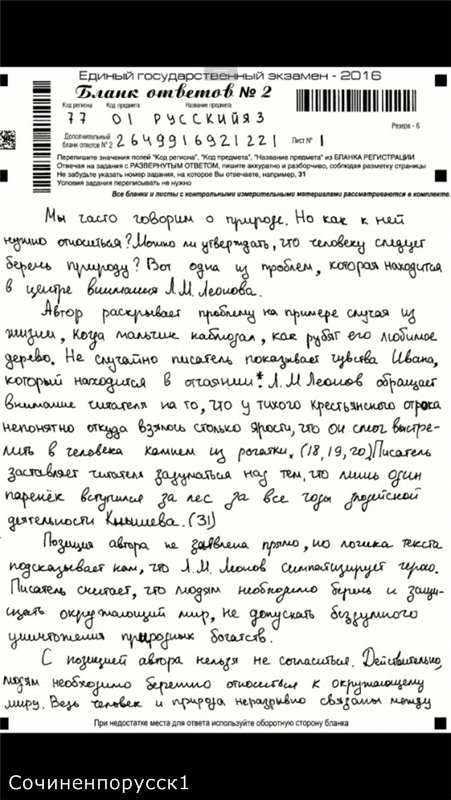 Единый государственный экзамен - 2016
Бланк ответов № 2
Код региона Код предмета Название предмета
77 01 РУССКИЙЯЗ
Резерв - 6
Дополнительный
бланк ответов № 2 2649916921221 Лист № 1
Перепишите значения полей "Код региона", "Код предмета", "Название предмета" из БЛАНКА РЕГИСТРАЦИИ
Отвечая на задания с РАЗВЕРНУТЫМ ОТВЕТОМ, пишите аккуратно и разборчиво, соблюдая разметку страницы
Не забудьте указать номер задания, на которое Вы отвечаете, например, 31
Условия задания переписывать не нужно
Все бланки и листы с контрольными измерительными материалами рассматриваются в комплекте.
Мы часто говорим о природе. Но как к ней
нужно относиться? Можно ли утверждать, что человеку следует
беречь природу? Вот одна из проблем, которая находится
в центре внимания Л.М.Леонова.
Автор раскрывает проблему на примере случая из
жизни, когда мальчик наблюдал, как рубят его любимое
дерево. Не случайно писатель показывает чувства Ивана,
который находится в отчаянии*. Л.М.Леонов обращает
внимание читателя на то, что у тихого крестьянского отрока
непонятно откуда взялось столько ярости, что он смог выстре-
лить в человека камнем из рогатки. (18,19,20) Писатель
заставляет читателя задуматься над тем, что лишь один
паренёк вступился за лес за все годы злодейской
деятельности Кнышева. (31)
Позиция автора не заявлена прямо, но логика текста
подсказывает нам, что Л.М. Леонов симпатизирует герою.
Писатель считает, что людям необходимо беречь и защи-
щать окружающий мир, не допускать бездумного
уничтожения природных богатств.
С позицией автора нельзя не согласиться. Действительно,
людям необходимо бережно относиться к окружающему
миру. Ведь человек и природа неразрывно связаны между
При недостатке места для ответа используйте оборотную сторону бланка
Сочиненпорусск1